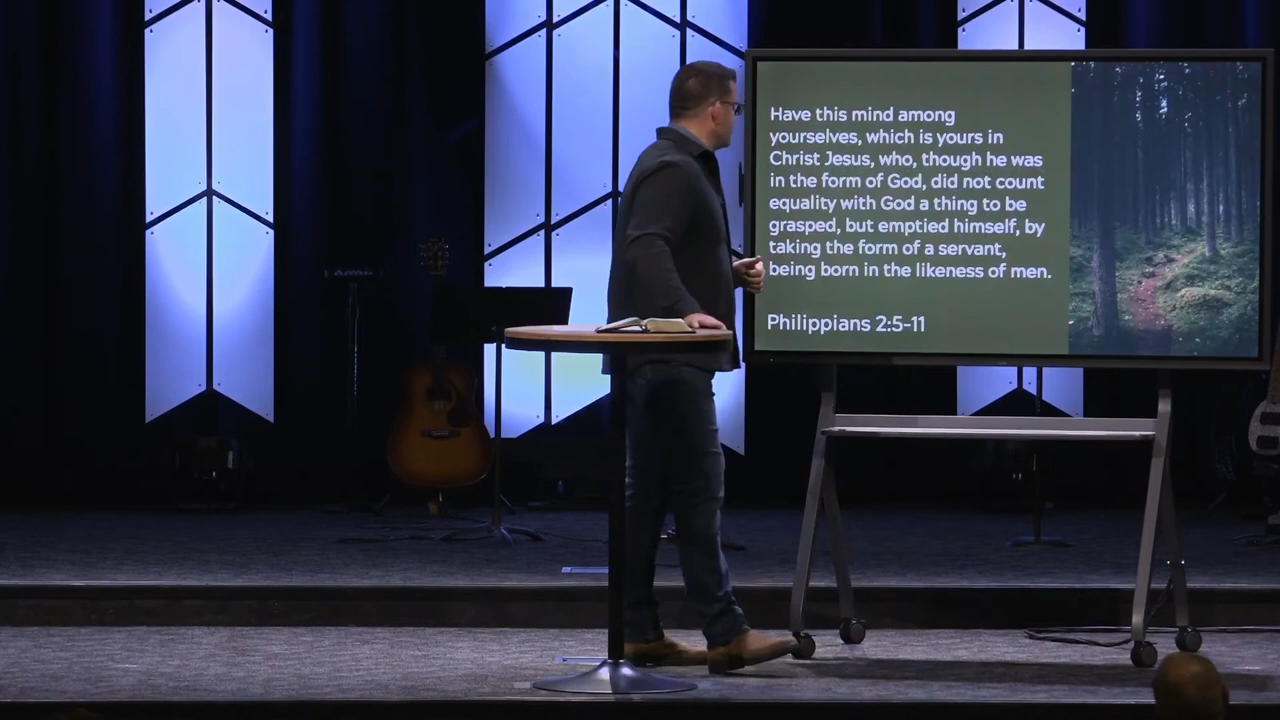 Have this mind among
yourselves, which is yours in
Christ Jesus, who, though he was
in the form of God, did not count
equality with God a thing to be
grasped, but emptied himself, by
taking the form of a servant,
being born in the likeness of men.
Philippians 2:5-11